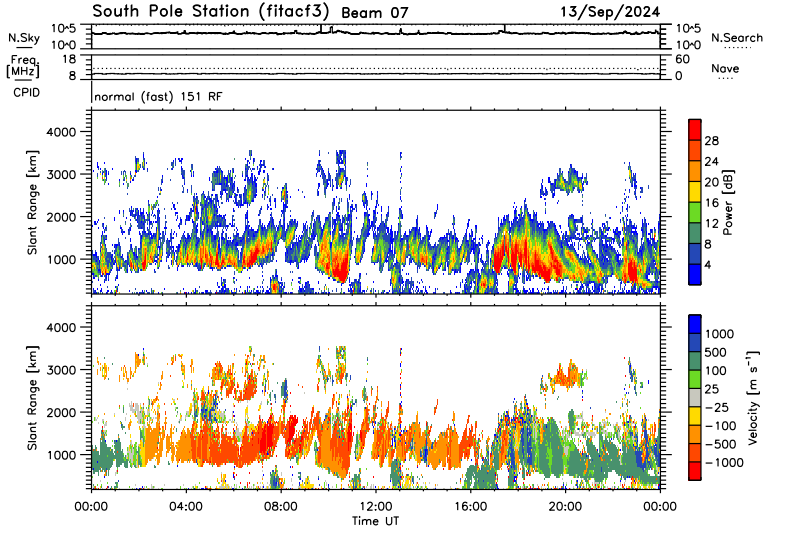 South Pole Station (fitacf3) Beam 07 13/Sep/2024
N.Sky 10^5 10^0 10^5 10^0 N.Search
Freq. [MHz] 18 8 60 0 Nave
CPID normal (fast) 151 RF
Slant Range [km] 4000 3000 2000 1000
28 24 20 16 12 8 4 Power [dB]
Slant Range [km] 4000 3000 2000 1000
1000 500 100 25 −25 −100 −500 −1000 Velocity [m s⁻¹]
00:00 04:00 08:00 12:00 16:00 20:00 00:00
Time UT